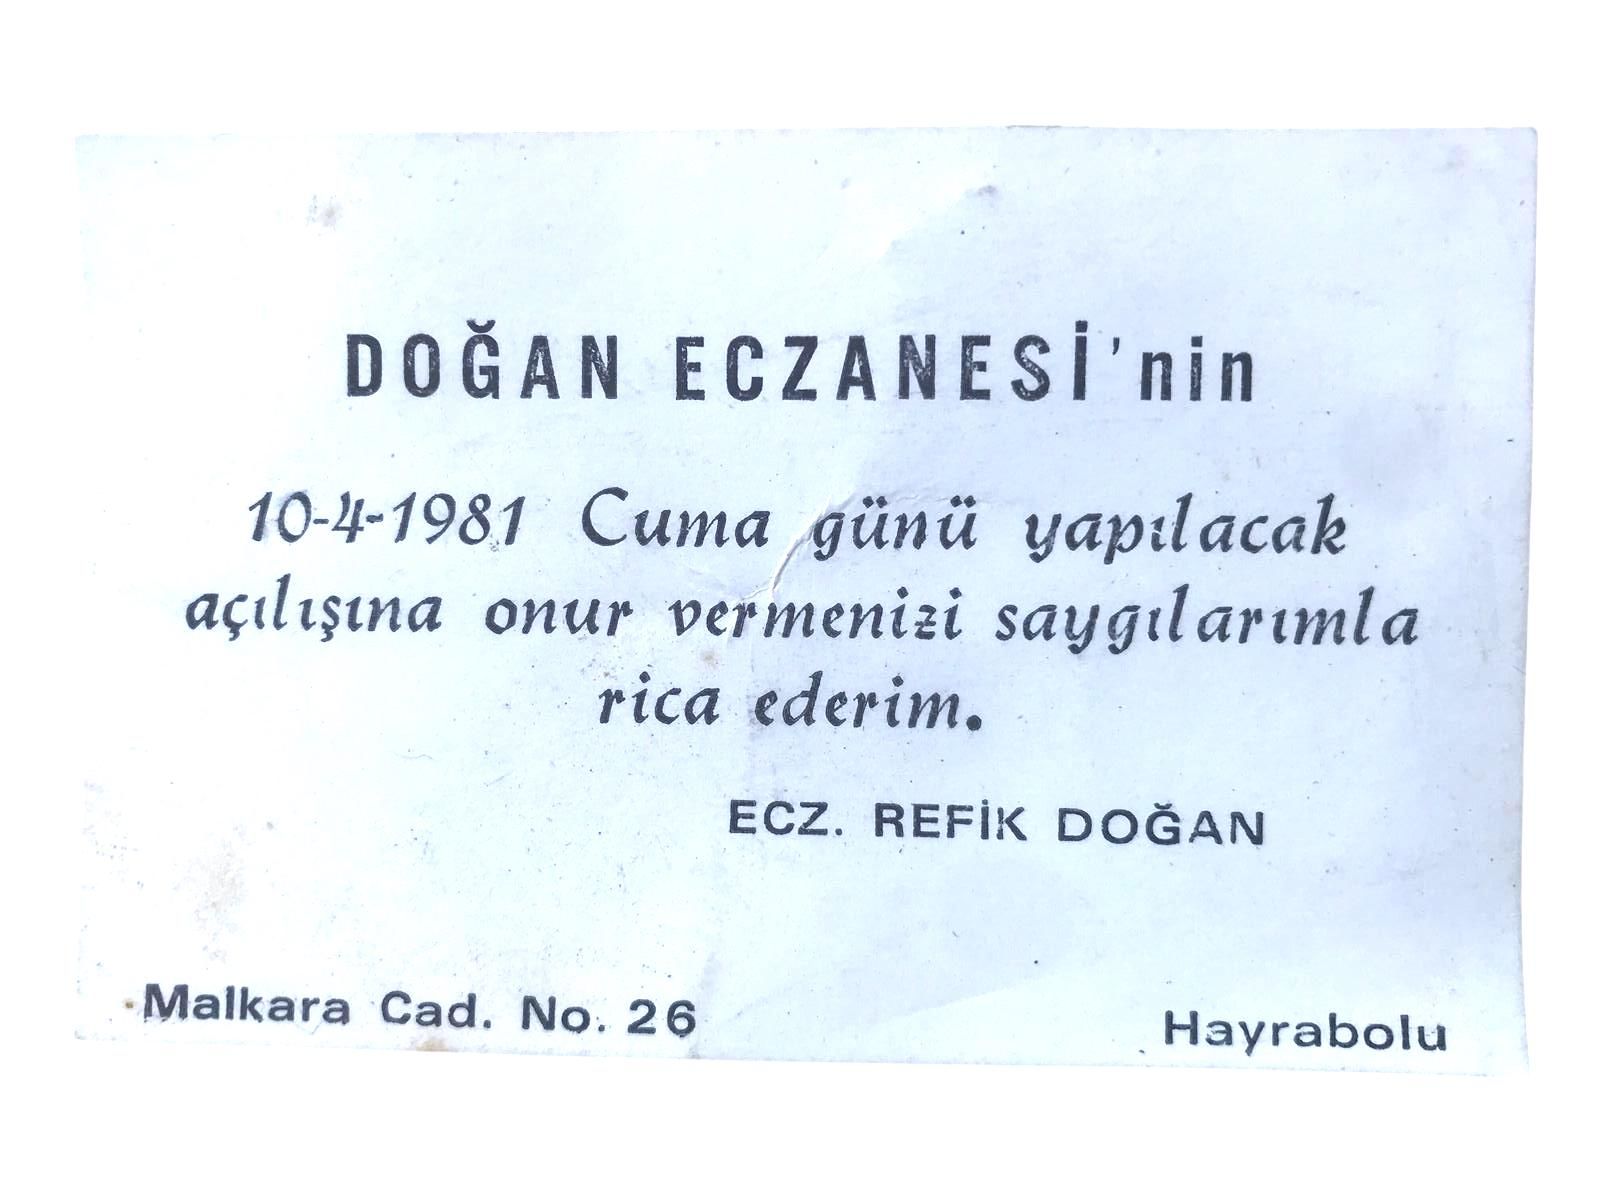 DOĞAN ECZANESİ'nin
10-4-1981 Cuma günü yapılacak
açılışına onur vermenizi saygılarımla
rica ederim.
ECZ. REFİK DOĞAN
Malkara Cad. No. 26 Hayrabolu